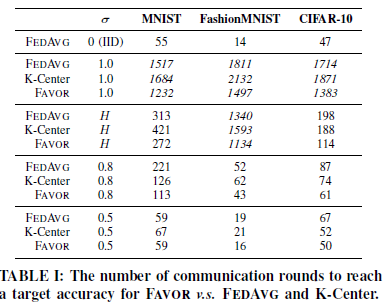 σ MNIST FashionMNIST CIFAR-10
FEDAVG 0 (IID) 55 14 47
FEDAVG 1.0 1517 1811 1714
K-Center 1.0 1684 2132 1871
FAVOR 1.0 1232 1497 1383
FEDAVG H 313 1340 198
K-Center H 421 1593 188
FAVOR H 272 1134 114
FEDAVG 0.8 221 52 87
K-Center 0.8 126 62 74
FAVOR 0.8 113 43 61
FEDAVG 0.5 59 19 67
K-Center 0.5 67 21 52
FAVOR 0.5 59 16 50
TABLE I: The number of communication rounds to reach
a target accuracy for FAVOR v.s. FEDAVG and K-Center.